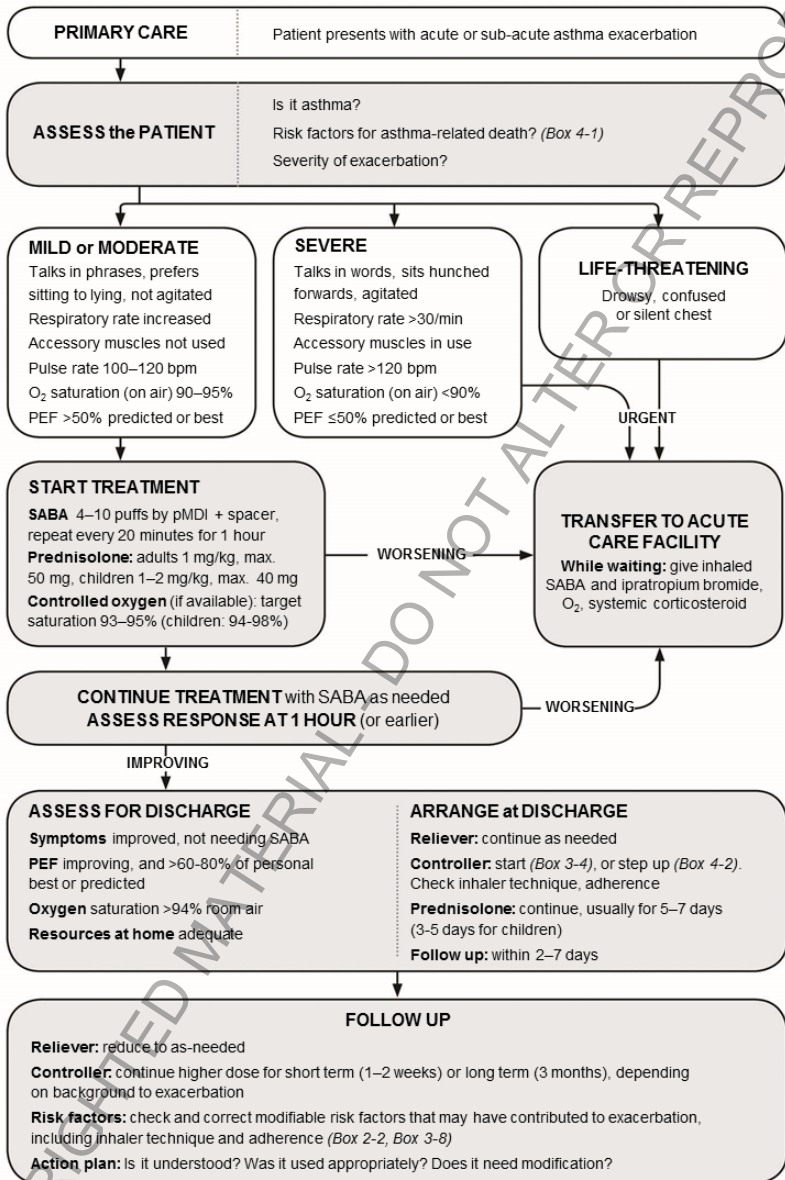 PRIMARY CARE
Patient presents with acute or sub-acute asthma exacerbation
ASSESS the PATIENT
Is it asthma?
Risk factors for asthma-related death? (Box 4-1)
Severity of exacerbation?
MILD or MODERATE
Talks in phrases, prefers
sitting to lying, not agitated
Respiratory rate increased
Accessory muscles not used
Pulse rate 100–120 bpm
O₂ saturation (on air) 90–95%
PEF >50% predicted or best
SEVERE
Talks in words, sits hunched
forwards, agitated
Respiratory rate >30/min
Accessory muscles in use
Pulse rate >120 bpm
O₂ saturation (on air) <90%
PEF ≤50% predicted or best
LIFE-THREATENING
Drowsy, confused
or silent chest
URGENT
START TREATMENT
SABA 4–10 puffs by pMDI + spacer,
repeat every 20 minutes for 1 hour
Prednisolone: adults 1 mg/kg, max.
50 mg, children 1–2 mg/kg, max. 40 mg
Controlled oxygen (if available): target
saturation 93–95% (children: 94-98%)
WORSENING
TRANSFER TO ACUTE
CARE FACILITY
While waiting: give inhaled
SABA and ipratropium bromide,
O₂, systemic corticosteroid
CONTINUE TREATMENT with SABA as needed
ASSESS RESPONSE AT 1 HOUR (or earlier)
WORSENING
IMPROVING
ASSESS FOR DISCHARGE
Symptoms improved, not needing SABA
PEF improving, and >60-80% of personal
best or predicted
Oxygen saturation >94% room air
Resources at home adequate
ARRANGE at DISCHARGE
Reliever: continue as needed
Controller: start (Box 3-4), or step up (Box 4-2).
Check inhaler technique, adherence
Prednisolone: continue, usually for 5–7 days
(3-5 days for children)
Follow up: within 2–7 days
FOLLOW UP
Reliever: reduce to as-needed
Controller: continue higher dose for short term (1–2 weeks) or long term (3 months), depending
on background to exacerbation
Risk factors: check and correct modifiable risk factors that may have contributed to exacerbation,
including inhaler technique and adherence (Box 2-2, Box 3-8)
Action plan: Is it understood? Was it used appropriately? Does it need modification?
MATERIAL - DO NOT ALTER OR